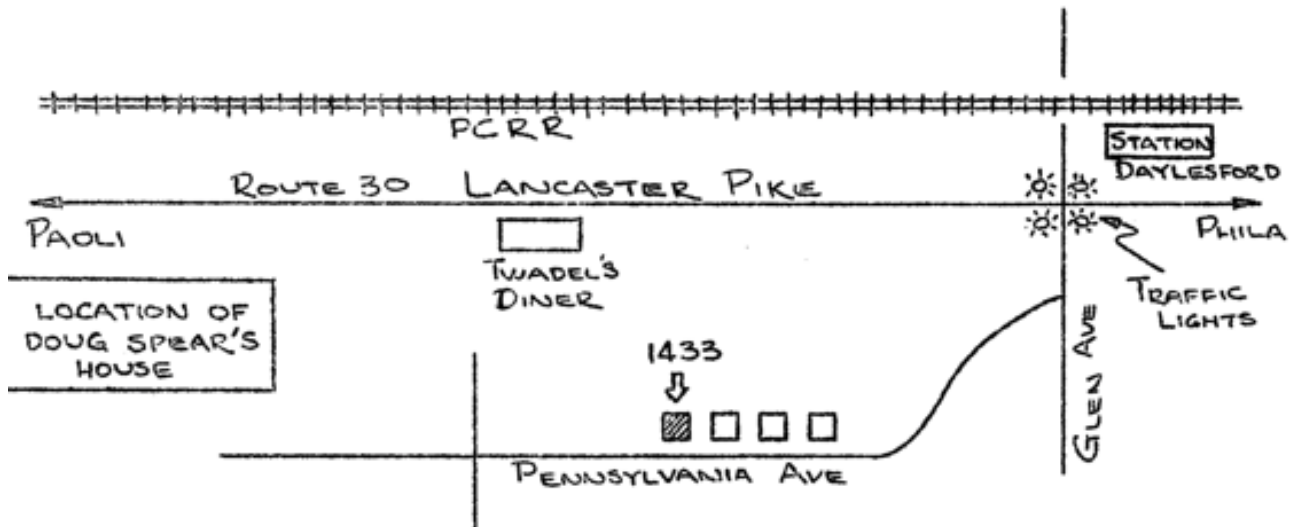 PCRR
STATION
DAYLESFORD
ROUTE 30 LANCASTER PIKE
PAOLI
PHILA
TWADEL'S
DINER
TRAFFIC
LIGHTS
LOCATION OF
DOUG SPEAR'S
HOUSE
1433
GLEN AVE
PENNSYLVANIA AVE